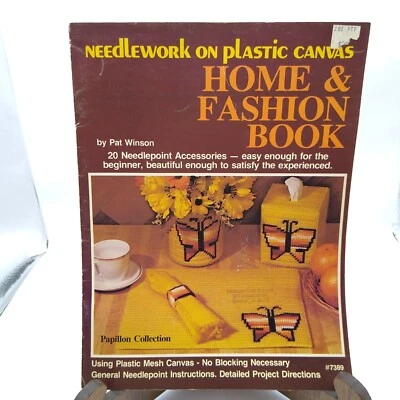 NEEDLEWORK ON PLASTIC CANVAS
HOME &
FASHION
BOOK
by Pat Winson
20 Needlepoint Accessories — easy enough for the
beginner, beautiful enough to satisfy the experienced.
Papillon Collection
Using Plastic Mesh Canvas - No Blocking Necessary
General Needlepoint Instructions. Detailed Project Directions
#7389